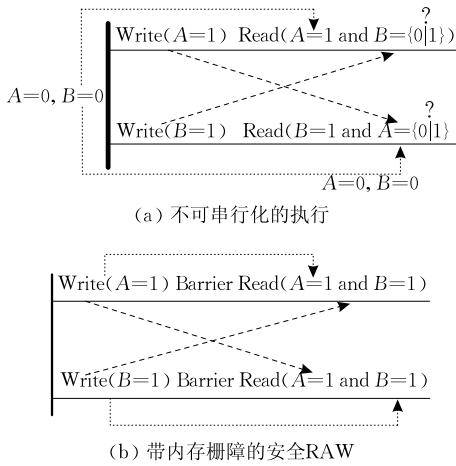 ?
Write(A=1) Read(A=1 and B={0|1})
A=0, B=0
?
Write(B=1) Read(B=1 and A={0|1}
A=0, B=0
(a) 不可串行化的执行
Write(A=1) Barrier Read(A=1 and B=1)
Write(B=1) Barrier Read(A=1 and B=1)
(b) 带内存栅障的安全RAW